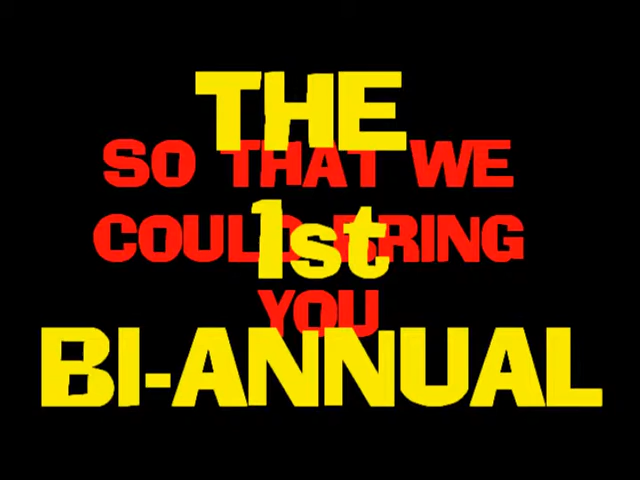 THE
SO THAT WE
COULD BRING
1st
YOU
BI-ANNUAL